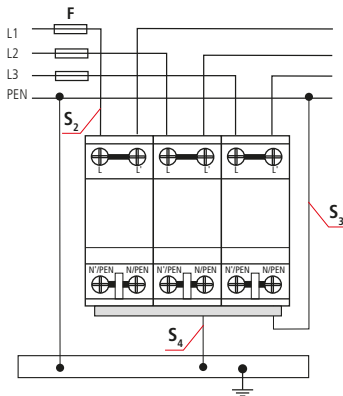 F
L1
L2
L3
PEN
S2
L L' L L' L L'
S3
N'/PEN N/PEN N'/PEN N/PEN N'/PEN N/PEN
S4